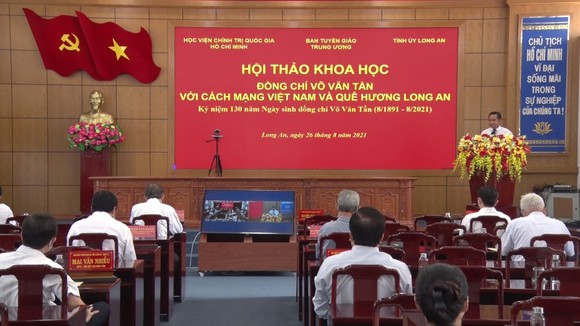 HỌC VIỆN CHÍNH TRỊ QUỐC GIA
HỒ CHÍ MINH
BAN TUYÊN GIÁO
TRUNG ƯƠNG
TỈNH ỦY LONG AN
HỘI THẢO KHOA HỌC
ĐỒNG CHÍ VÕ VĂN TẦN
VỚI CÁCH MẠNG VIỆT NAM VÀ QUÊ HƯƠNG LONG AN
Kỷ niệm 130 năm Ngày sinh đồng chí Võ Văn Tần (8/1891 - 8/2021)
Long An, ngày 26 tháng 8 năm 2021
CHỦ TỊCH
HỒ CHÍ MINH
VĨ ĐẠI
SỐNG MÃI
TRONG
SỰ NGHIỆP
CỦA CHÚNG TA
MAI VĂN NHIỀU